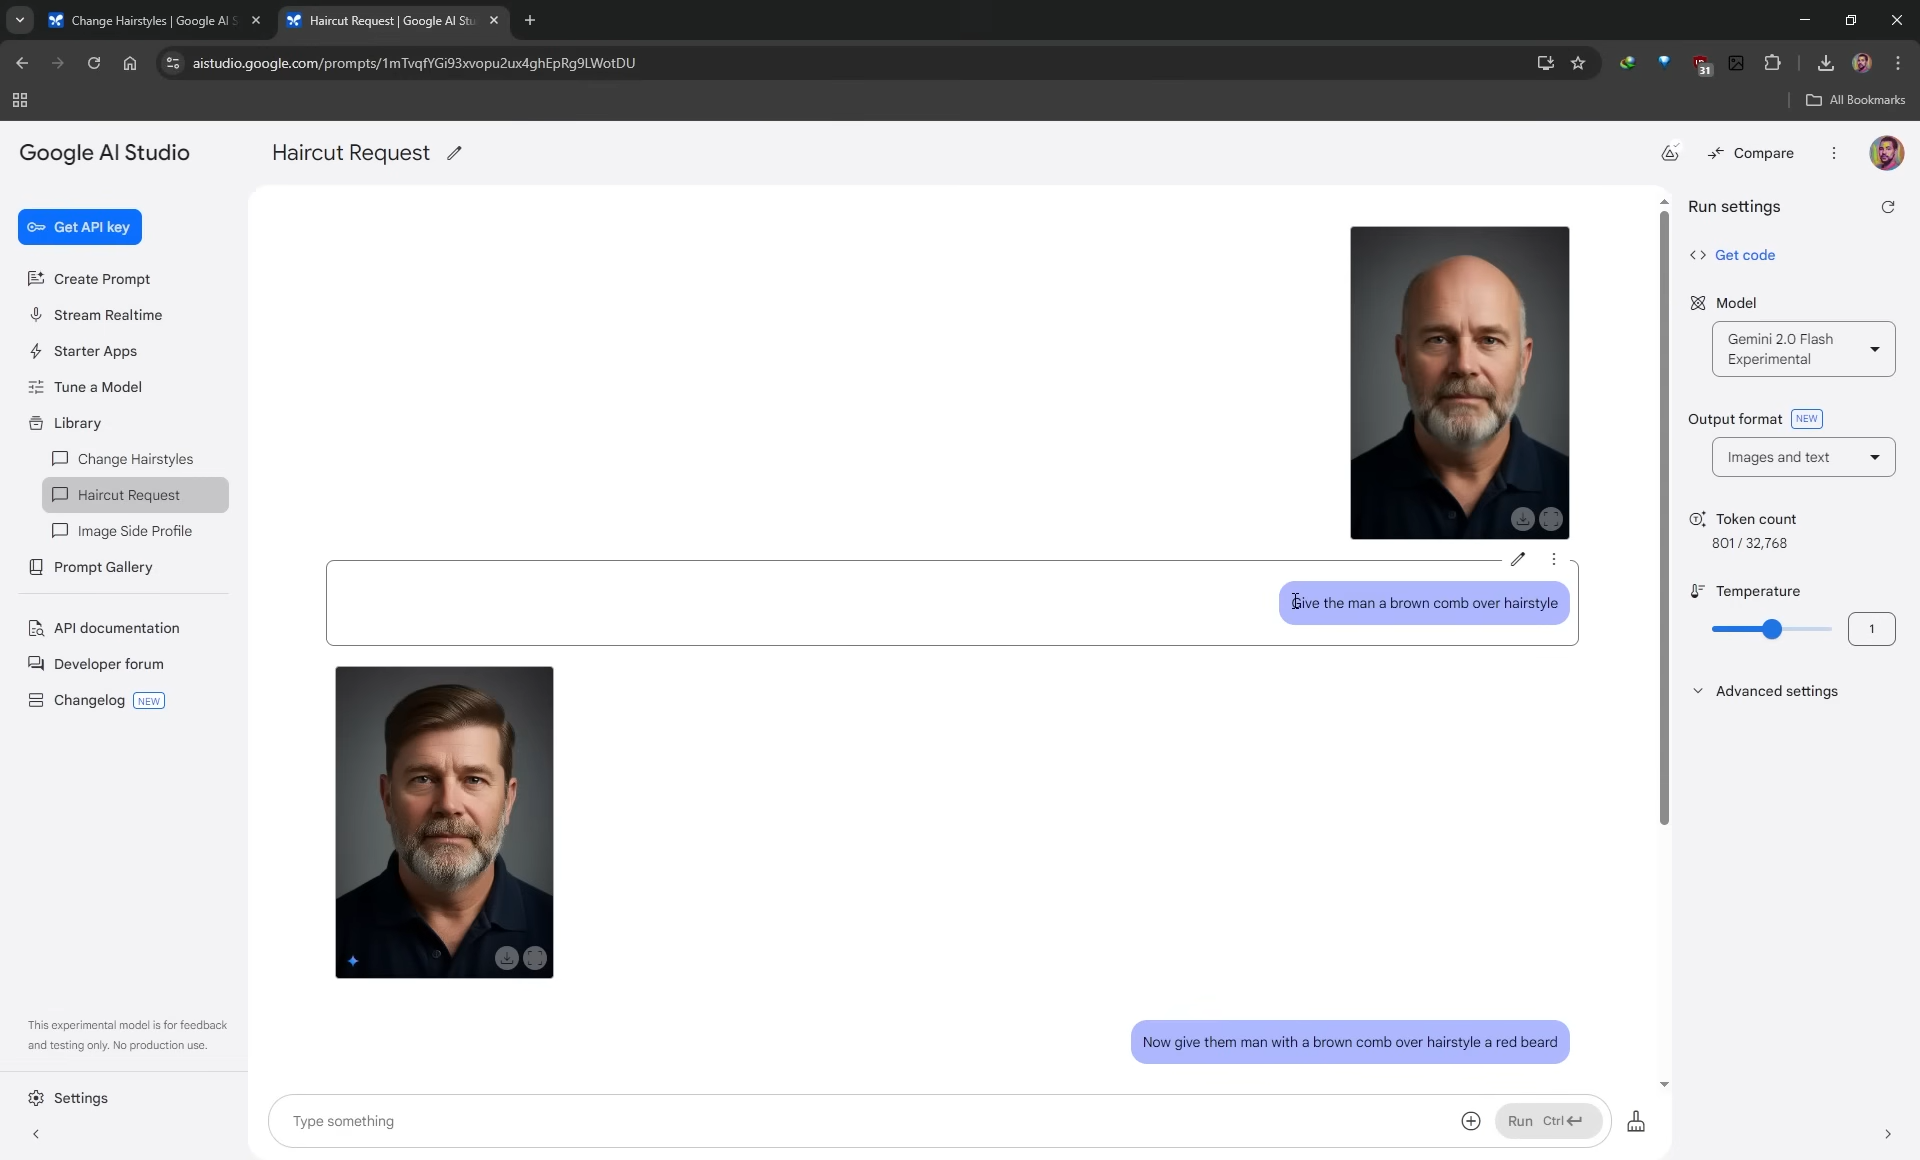 Change Hairstyles | Google AI S
Haircut Request | Google AI Stu
aistudio.google.com/prompts/1mTvqfYGi93xvopu2ux4ghEpRg9LWotDU
31
All Bookmarks
Google AI Studio
Haircut Request
Compare
Get API key
Create Prompt
Stream Realtime
Starter Apps
Tune a Model
Library
Change Hairstyles
Haircut Request
Image Side Profile
Prompt Gallery
API documentation
Developer forum
Changelog NEW
This experimental model is for feedback
and testing only. No production use.
Settings
Give the man a brown comb over hairstyle
Now give them man with a brown comb over hairstyle a red beard
Type something
Run Ctrl
Run settings
Get code
Model
Gemini 2.0 Flash
Experimental
Output format NEW
Images and text
Token count
801 / 32,768
Temperature
1
Advanced settings